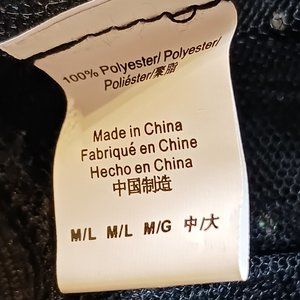 100% Polyester/ Polyester/
Poliéster/聚脂
Made in China
Fabriqué en Chine
Hecho en China
中国制造
M/L M/L M/G 中/大